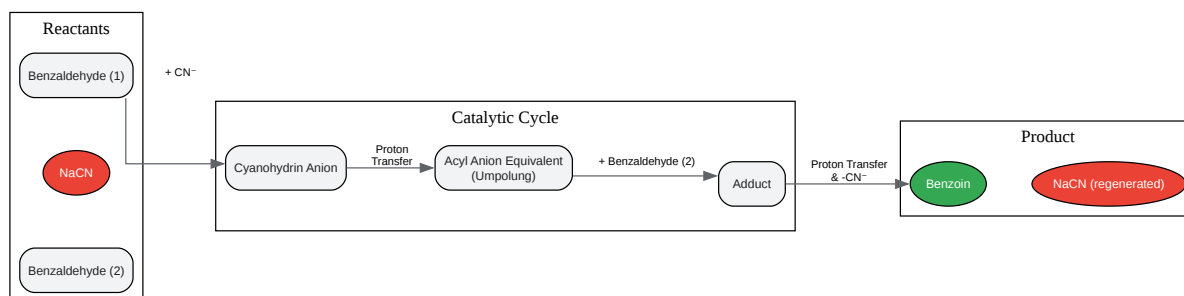 Reactants
Benzaldehyde (1)
NaCN
Benzaldehyde (2)
+ CN⁻
Catalytic Cycle
Cyanohydrin Anion
Proton
Transfer
Acyl Anion Equivalent
(Umpolung)
+ Benzaldehyde (2)
Adduct
Proton Transfer
& -CN⁻
Product
Benzoin
NaCN (regenerated)